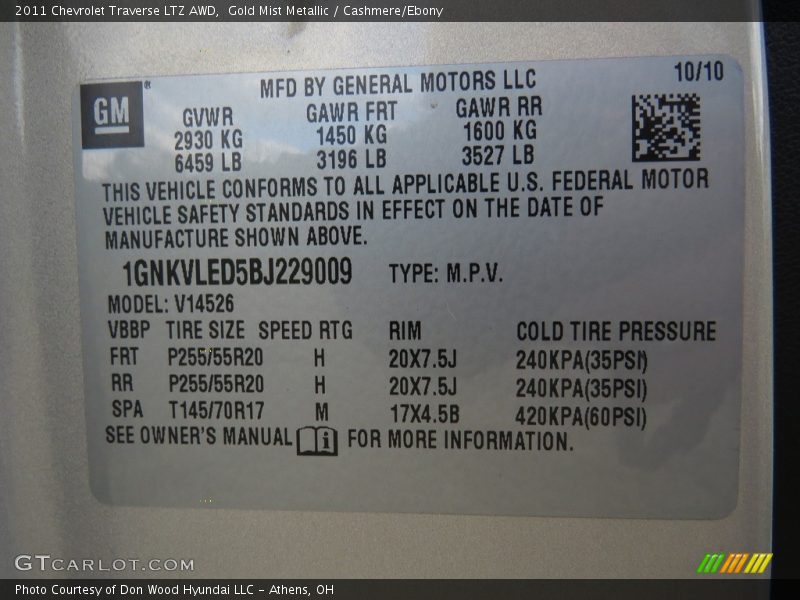 2011 Chevrolet Traverse LTZ AWD,  Gold Mist Metallic / Cashmere/Ebony
MFD BY GENERAL MOTORS LLC 10/10
GM ®
GVWR GAWR FRT GAWR RR
2930 KG 1450 KG 1600 KG
6459 LB 3196 LB 3527 LB
THIS VEHICLE CONFORMS TO ALL APPLICABLE U.S. FEDERAL MOTOR
VEHICLE SAFETY STANDARDS IN EFFECT ON THE DATE OF
MANUFACTURE SHOWN ABOVE.
1GNKVLED5BJ229009 TYPE: M.P.V.
MODEL: V14526
VBBP TIRE SIZE SPEED RTG RIM COLD TIRE PRESSURE
FRT P255/55R20 H 20X7.5J 240KPA(35PSI)
RR P255/55R20 H 20X7.5J 240KPA(35PSI)
SPA T145/70R17 M 17X4.5B 420KPA(60PSI)
SEE OWNER'S MANUAL i FOR MORE INFORMATION.
GTCARLOT.COM
Photo Courtesy of Don Wood Hyundai LLC - Athens, OH